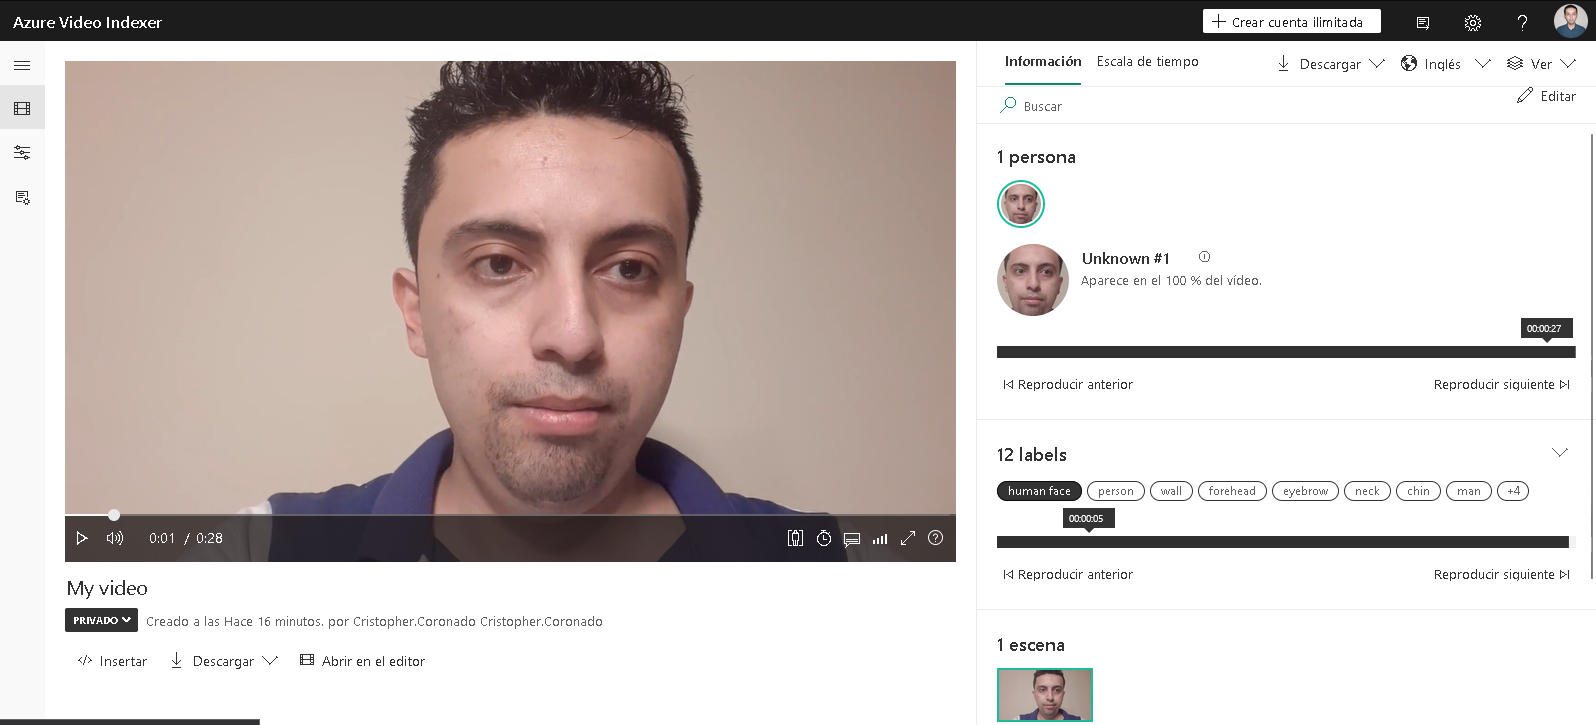 Azure Video Indexer
Crear cuenta ilimitada
Información
Escala de tiempo
Descargar
Inglés
Ver
Buscar
Editar
1 persona
Unknown #1
Aparece en el 100 % del vídeo.
00:00:27
Reproducir anterior
Reproducir siguiente
12 labels
human face
person
wall
forehead
eyebrow
neck
chin
man
+4
00:00:05
Reproducir anterior
Reproducir siguiente
1 escena
0:01 / 0:28
My video
PRIVADO
Creado a las Hace 16 minutos. por Cristopher.Coronado Cristopher.Coronado
Insertar
Descargar
Abrir en el editor